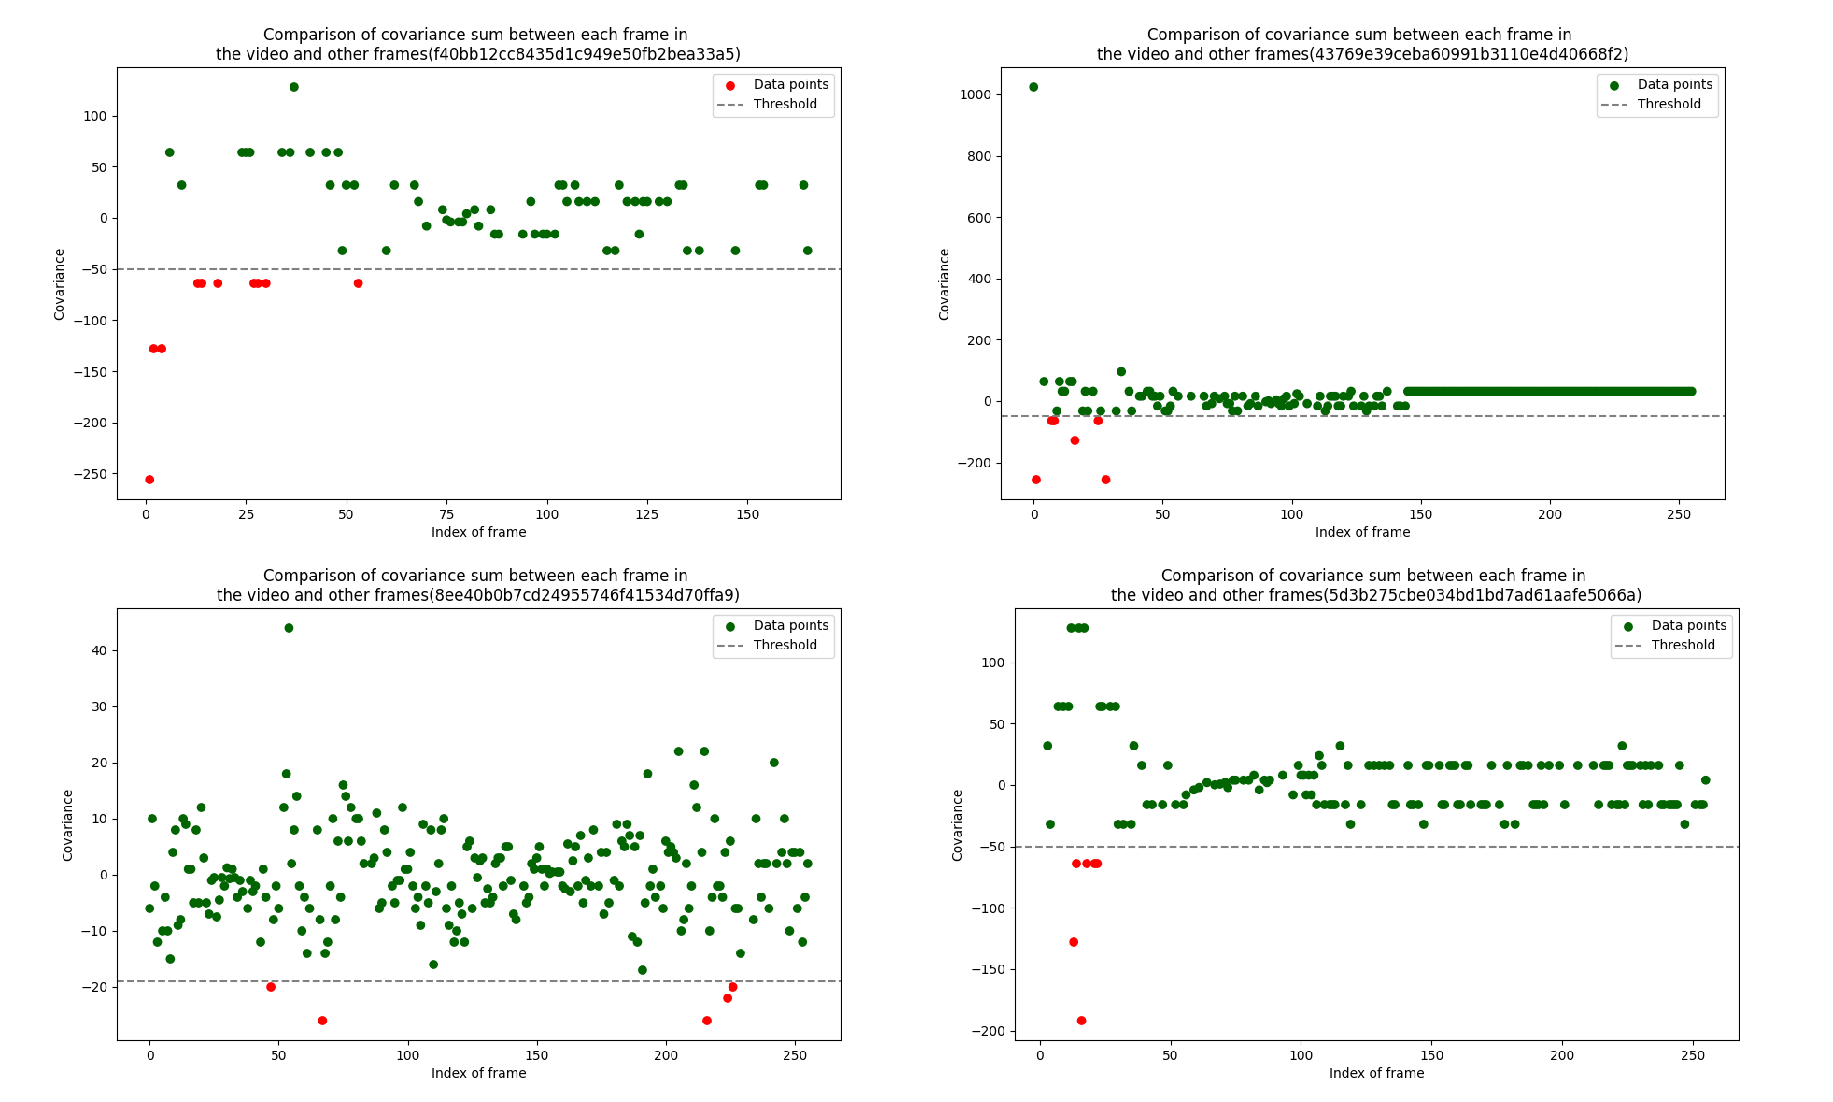 Comparison of covariance sum between each frame in
the video and other frames(f40bb12cc8435d1c949e50fb2bea33a5)
Data points
Threshold
100
50
0
−50
−100
−150
−200
−250
Covariance
0 25 50 75 100 125 150
Index of frame
Comparison of covariance sum between each frame in
the video and other frames(43769e39ceba60991b3110e4d40668f2)
Data points
Threshold
1000
800
600
400
200
0
−200
Covariance
0 50 100 150 200 250
Index of frame
Comparison of covariance sum between each frame in
the video and other frames(8ee40b0b7cd24955746f41534d70ffa9)
Data points
Threshold
40
30
20
10
0
−10
−20
Covariance
0 50 100 150 200 250
Index of frame
Comparison of covariance sum between each frame in
the video and other frames(5d3b275cbe034bd1bd7ad61aafe5066a)
Data points
Threshold
100
50
0
−50
−100
−150
−200
Covariance
0 50 100 150 200 250
Index of frame